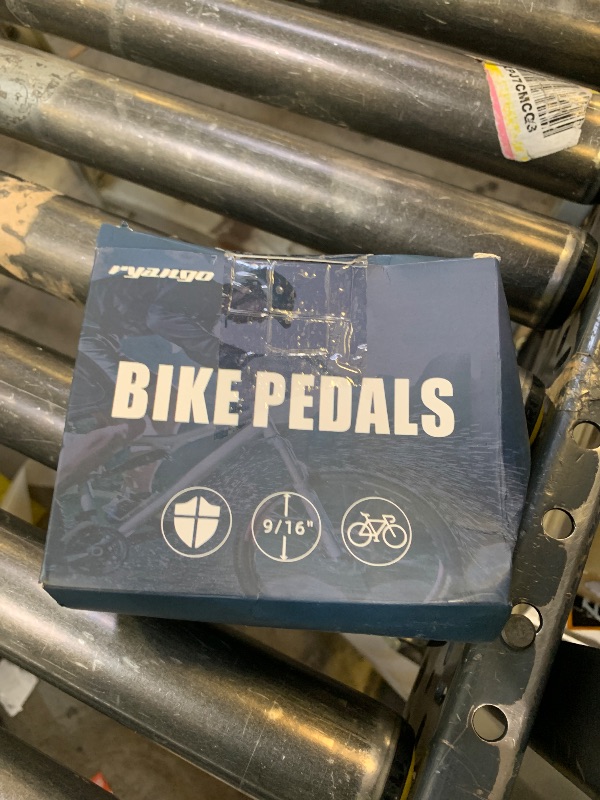 ryango
BIKE PEDALS
9/16"